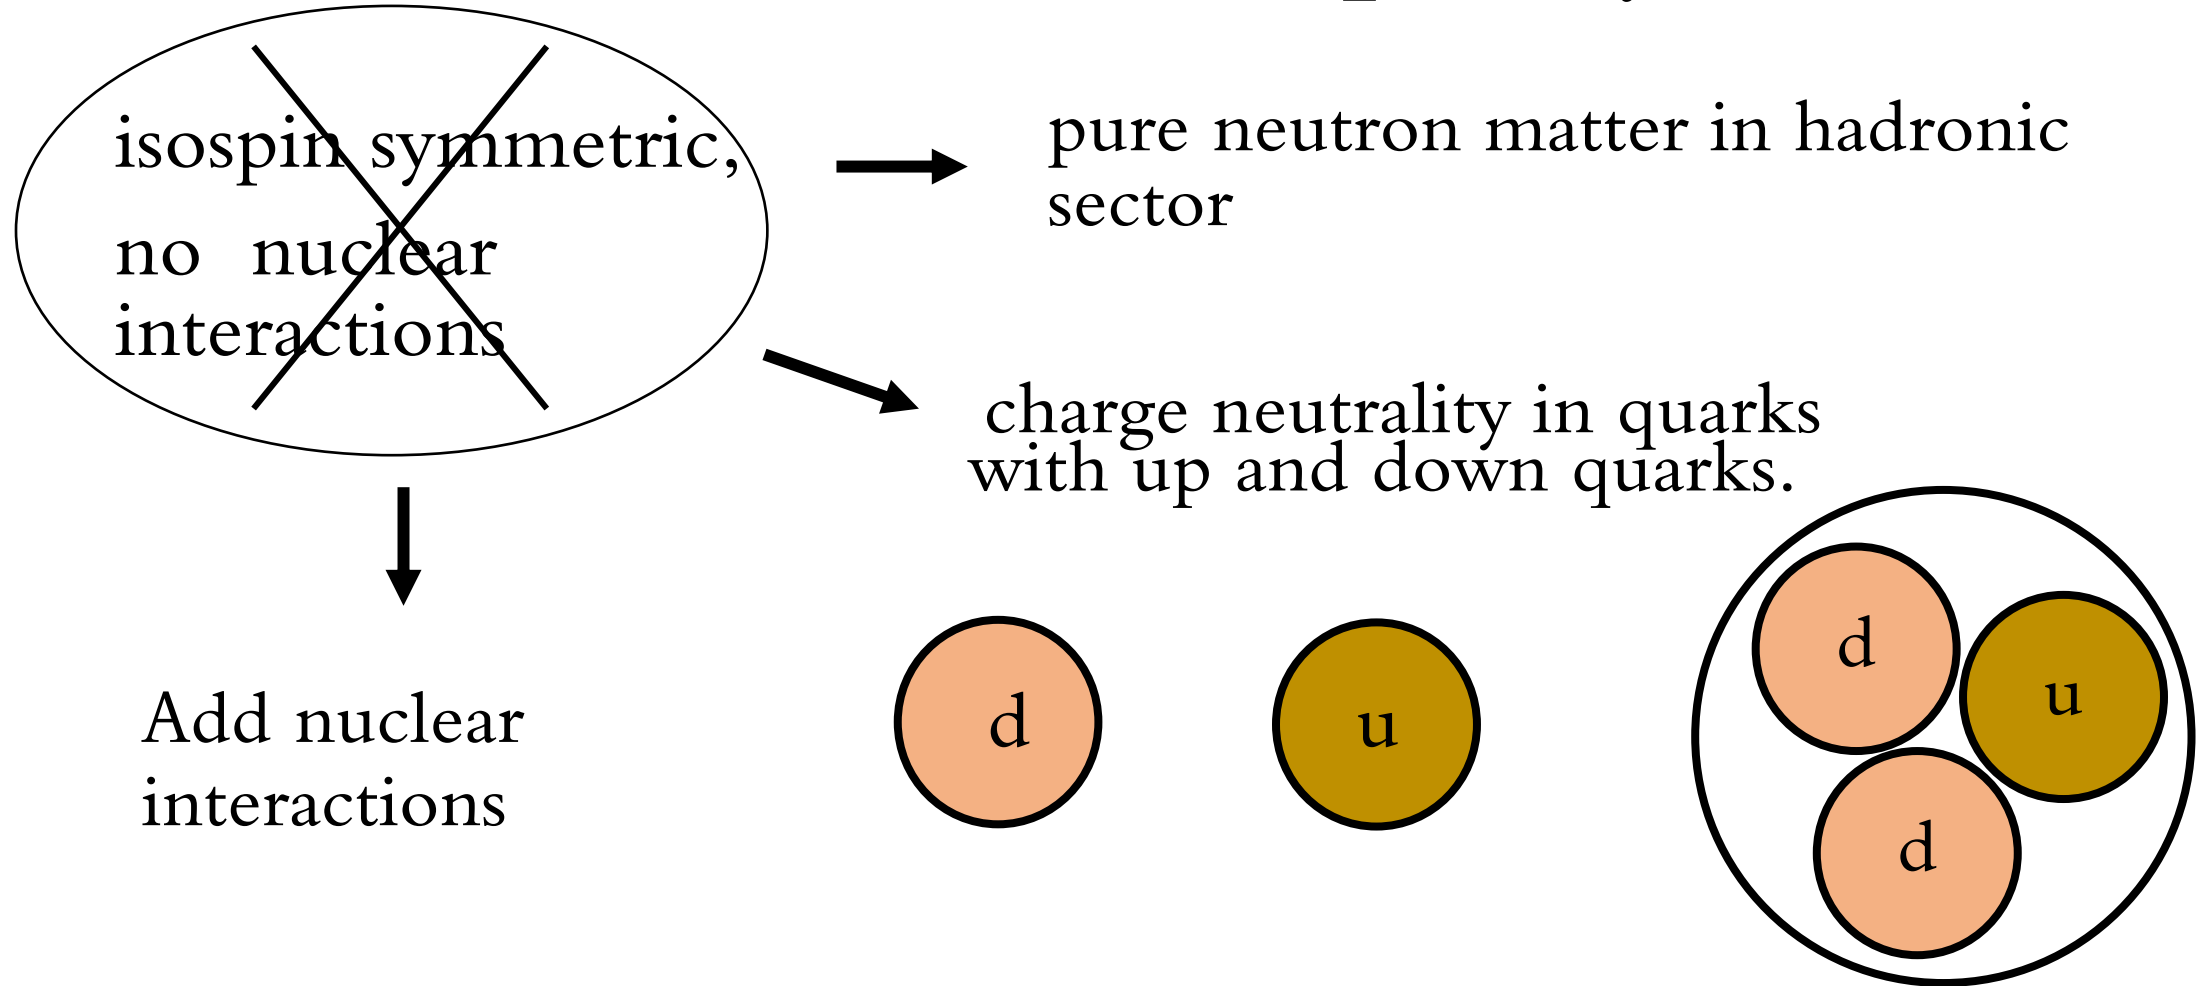 isospin symmetric,
no nuclear
interactions
pure neutron matter in hadronic
sector
charge neutrality in quarks
with up and down quarks.
Add nuclear
interactions
d
u
d
u
d